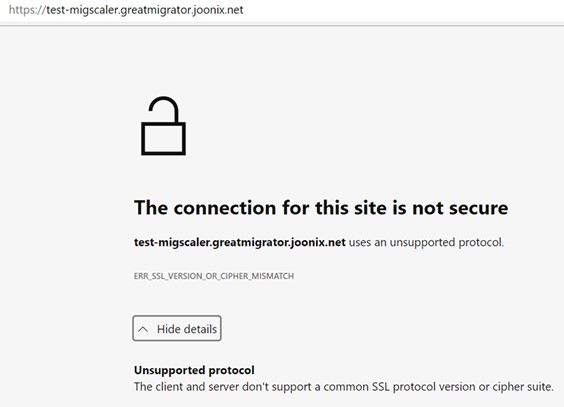 https://test-migscaler.greatmigrator.joonix.net
The connection for this site is not secure
test-migscaler.greatmigrator.joonix.net uses an unsupported protocol.
ERR_SSL_VERSION_OR_CIPHER_MISMATCH
Hide details
Unsupported protocol
The client and server don't support a common SSL protocol version or cipher suite.